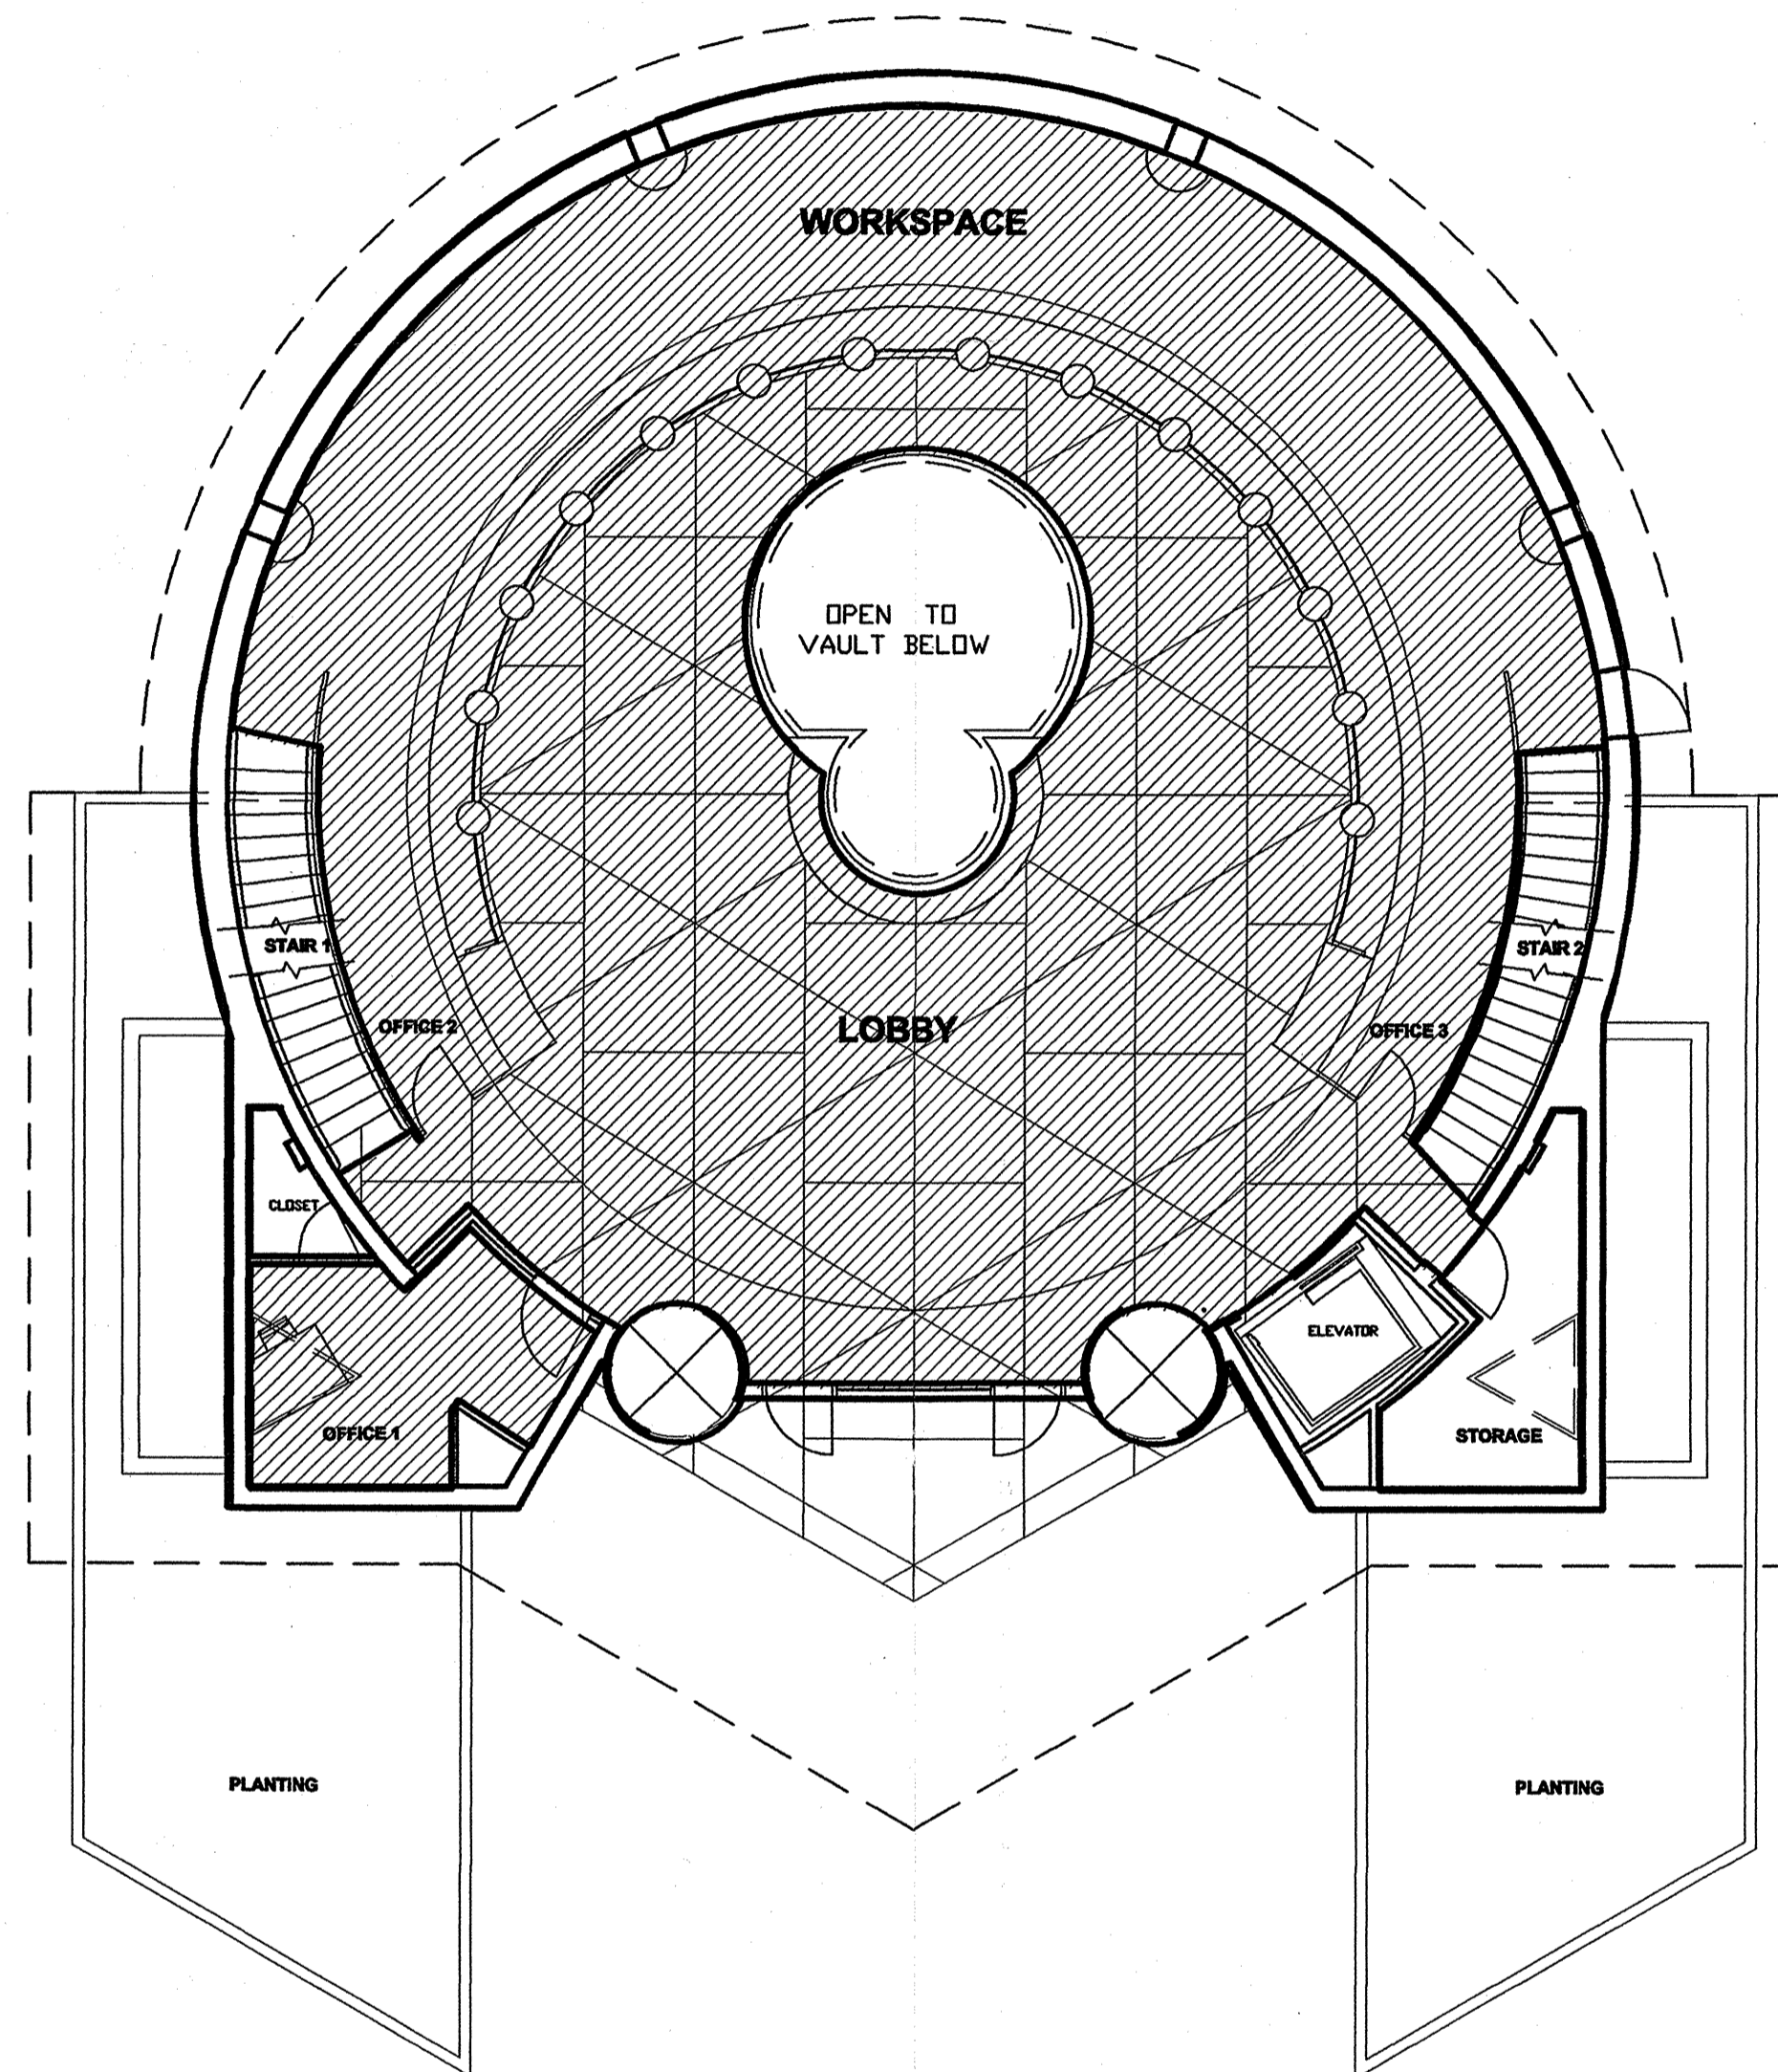 WORKSPACE
OPEN TO
VAULT BELOW
STAIR 1
STAIR 2
OFFICE 2
LOBBY
OFFICE 3
CLOSET
ELEVATOR
OFFICE 1
STORAGE
PLANTING
PLANTING